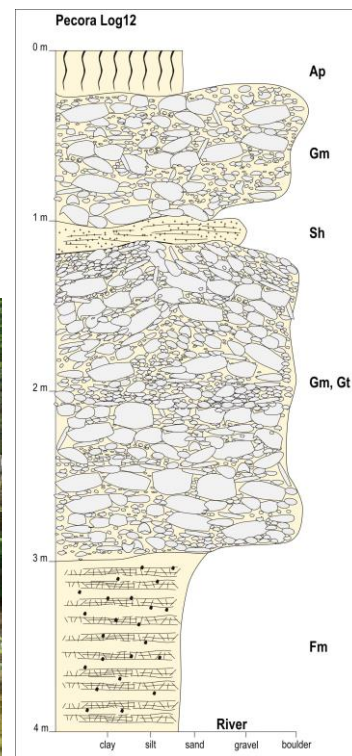 Pecora Log12
0 m
Ap
Gm
1 m
Sh
2 m
Gm, Gt
3 m
Fm
4 m
River
clay silt sand gravel boulder